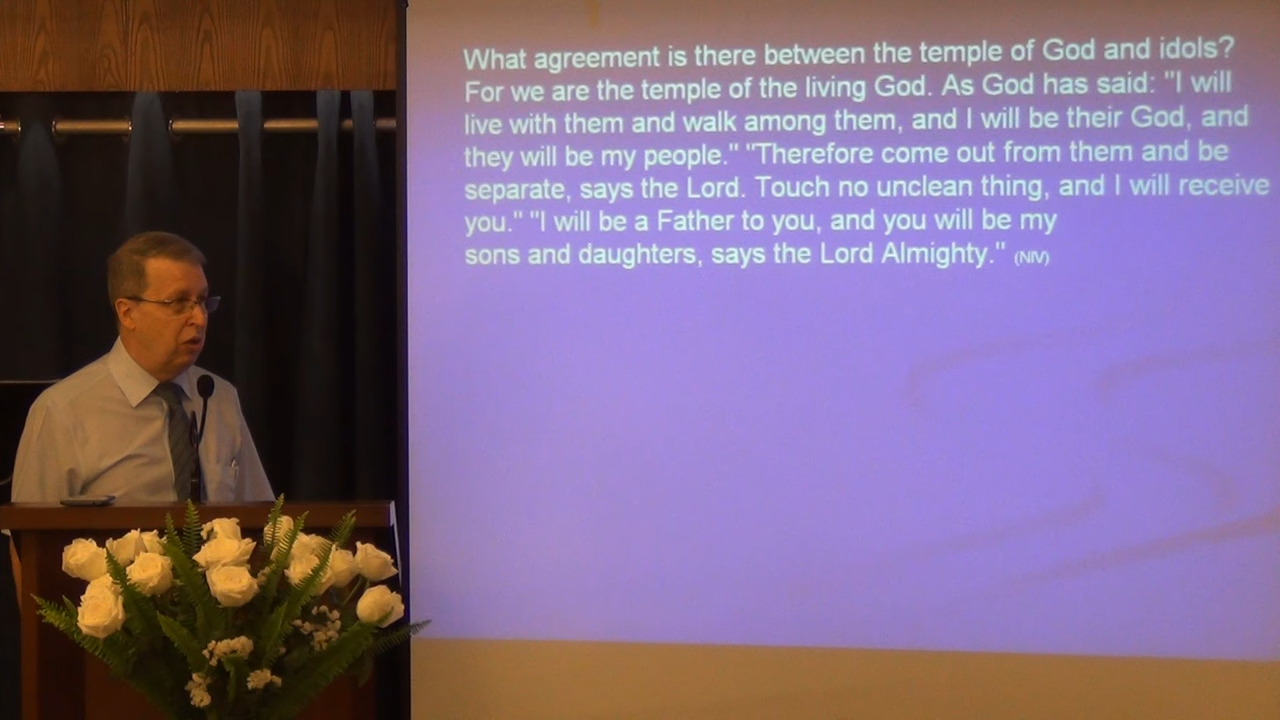 What agreement is there between the temple of God and idols?
For we are the temple of the living God. As God has said: "I will
live with them and walk among them, and I will be their God, and
they will be my people." "Therefore come out from them and be
separate, says the Lord. Touch no unclean thing, and I will receive
you." "I will be a Father to you, and you will be my
sons and daughters, says the Lord Almighty." (NIV)